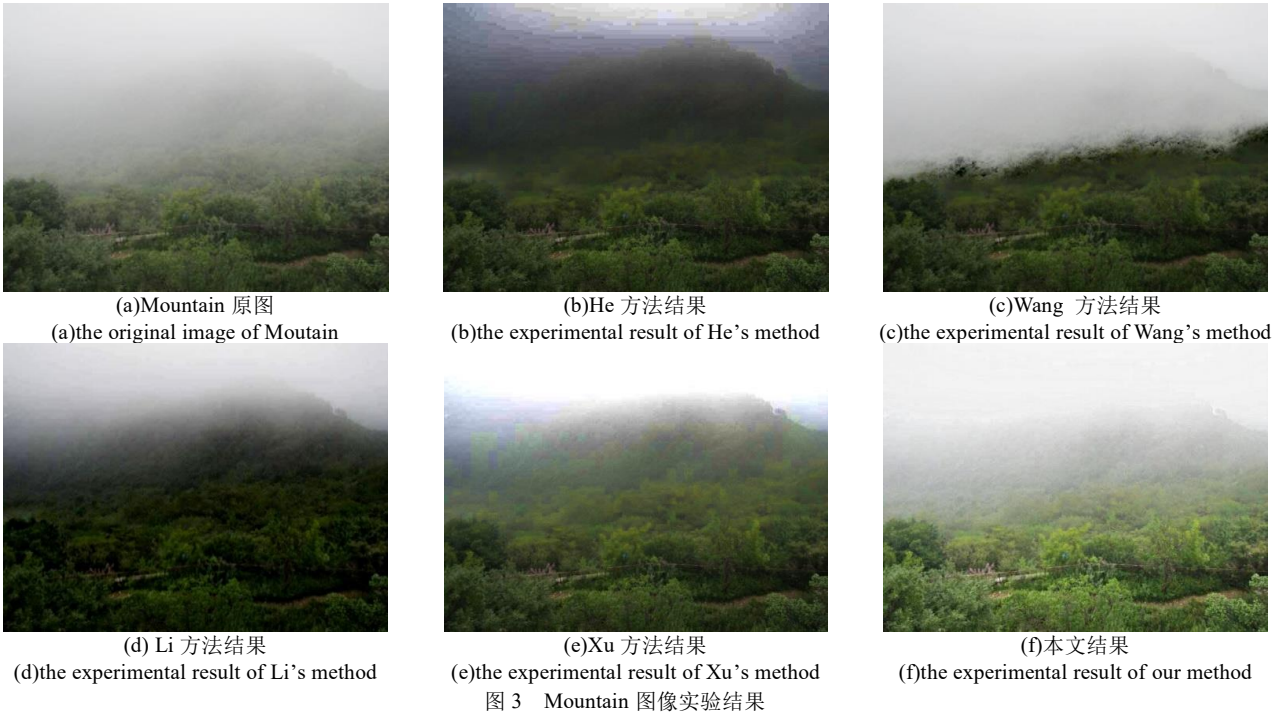 (a)Mountain 原图
(a)the original image of Moutain
(b)He 方法结果
(b)the experimental result of He's method
(c)Wang 方法结果
(c)the experimental result of Wang's method
(d) Li 方法结果
(d)the experimental result of Li's method
(e)Xu 方法结果
(e)the experimental result of Xu's method
(f)本文结果
(f)the experimental result of our method
图 3 Mountain 图像实验结果